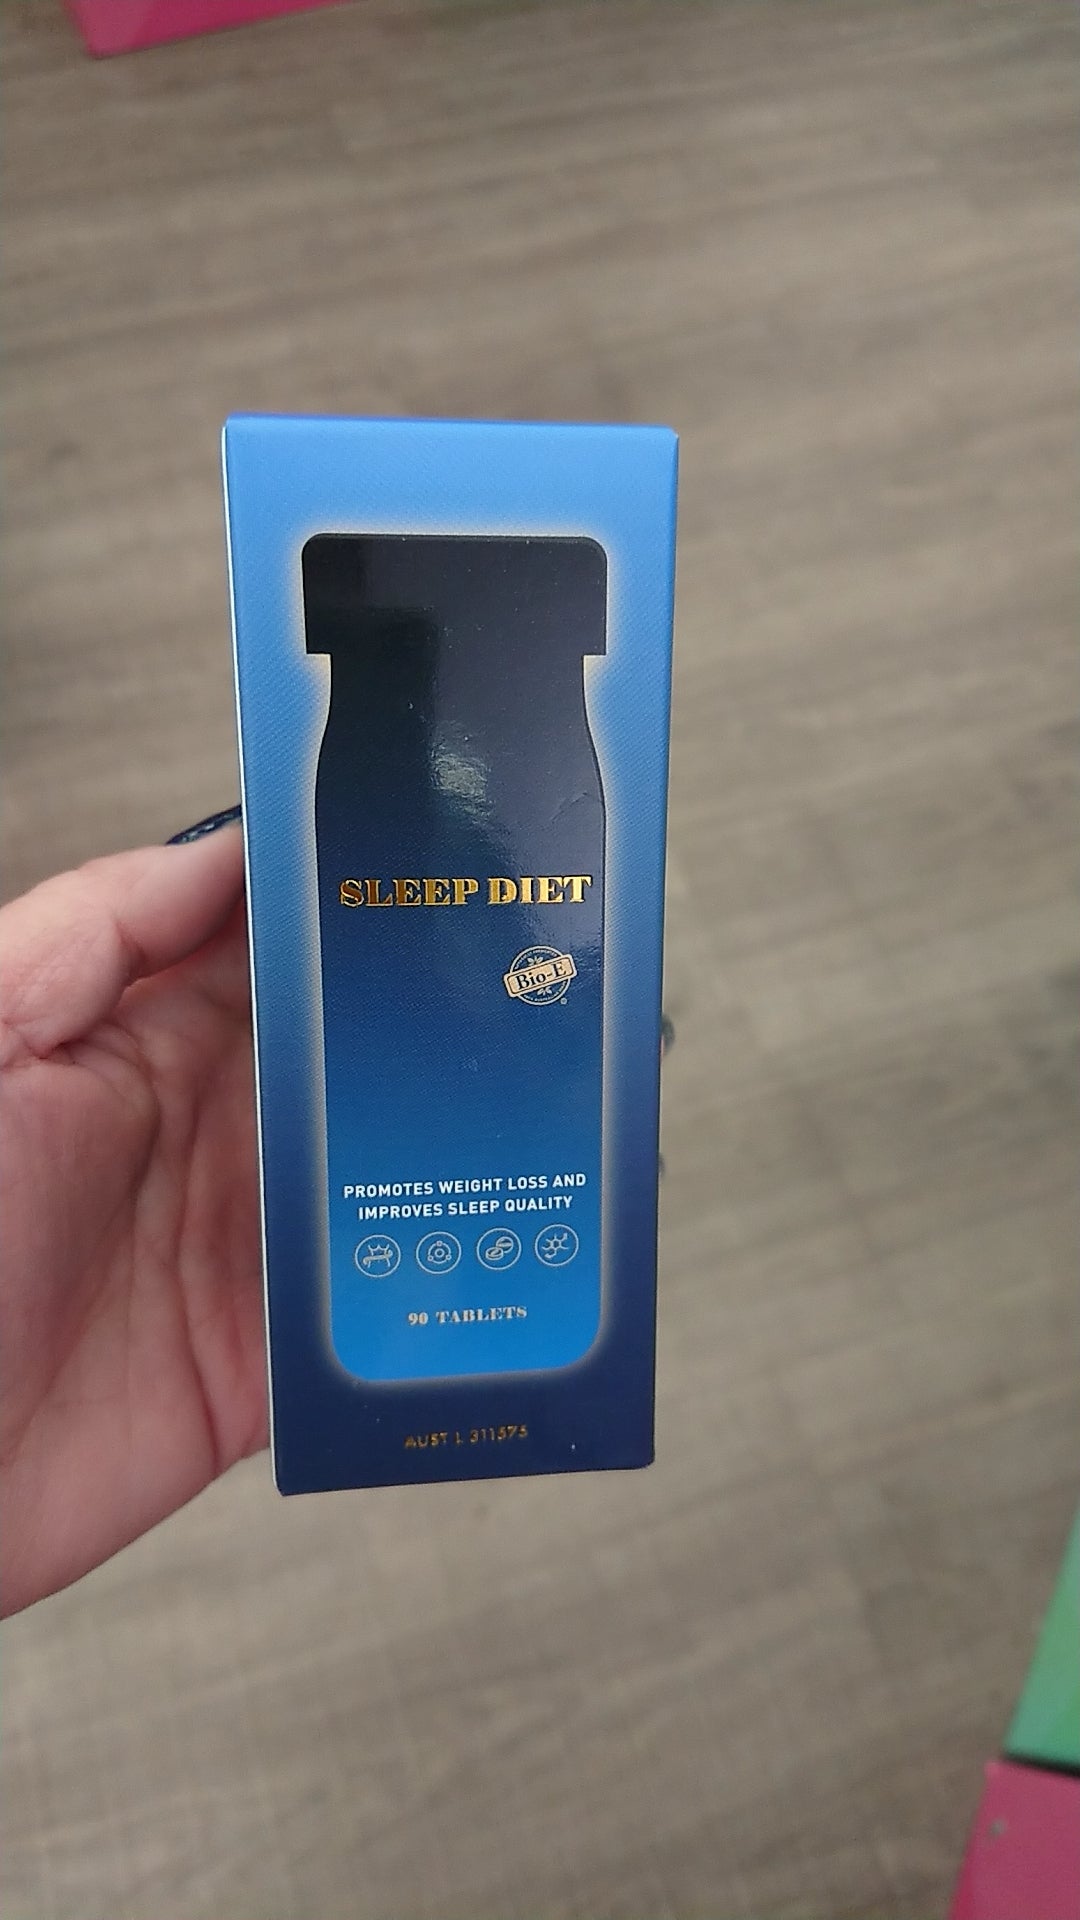 SLEEP DIET
Bio-E
PROMOTES WEIGHT LOSS AND
IMPROVES SLEEP QUALITY
90 TABLETS
AUST L 311575